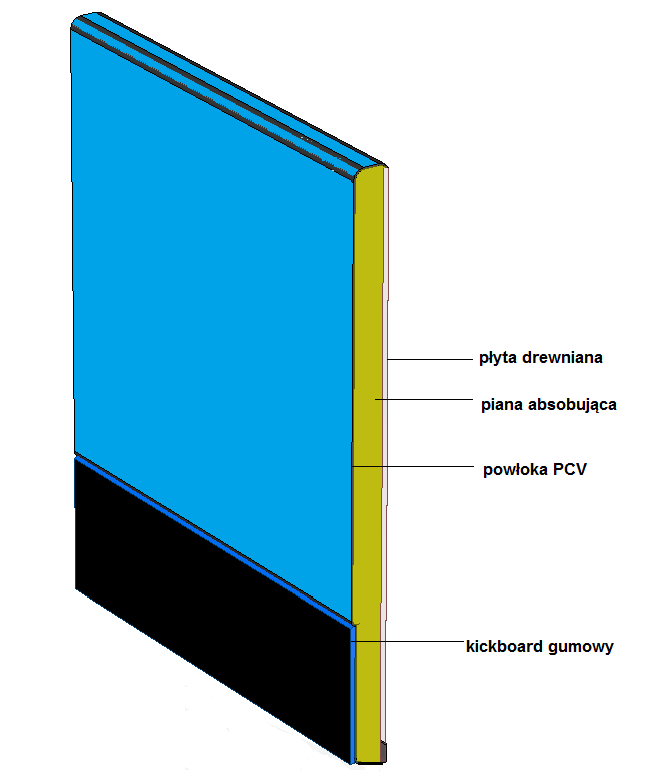 płyta drewniana
piana absobująca
powłoka PCV
kickboard gumowy